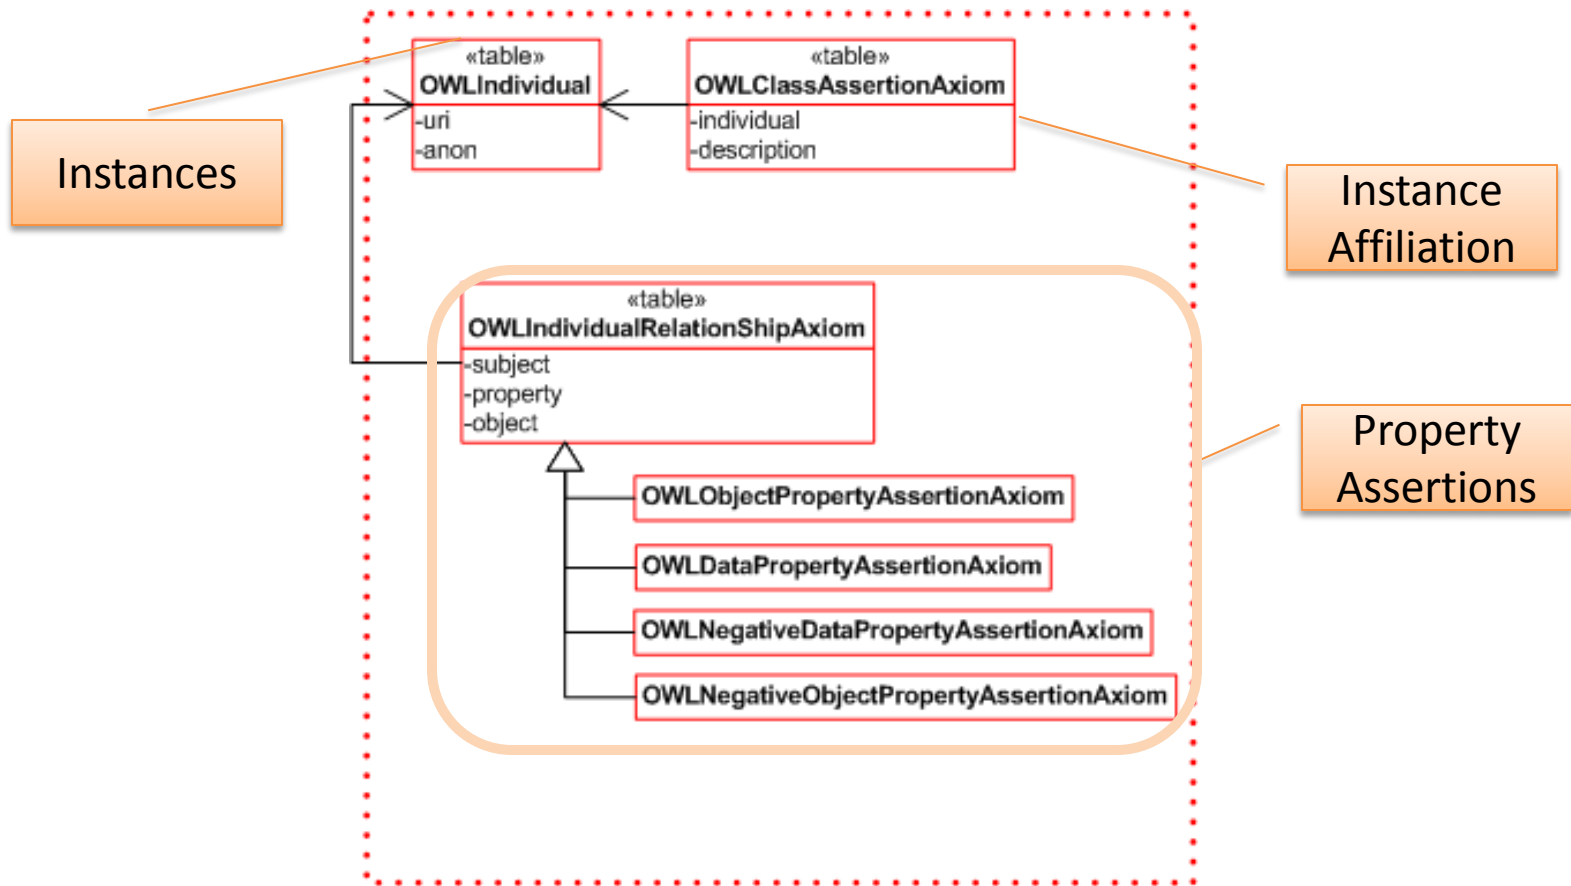 «table»
OWLIndividual
-uri
-anon
«table»
OWLClassAssertionAxiom
-individual
-description
Instances
Instance
Affiliation
«table»
OWLIndividualRelationShipAxiom
-subject
-property
-object
Property
Assertions
OWLObjectPropertyAssertionAxiom
OWLDataPropertyAssertionAxiom
OWLNegativeDataPropertyAssertionAxiom
OWLNegativeObjectPropertyAssertionAxiom